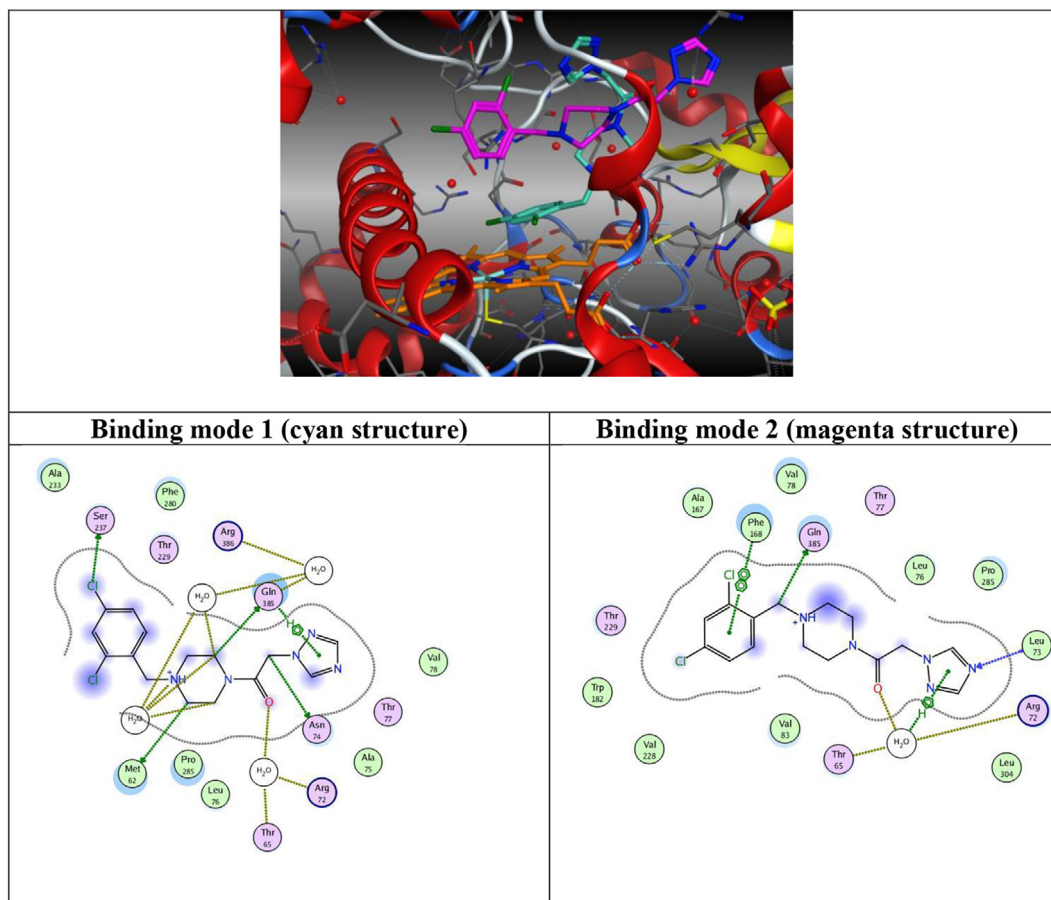 Binding mode 1 (cyan structure)
Binding mode 2 (magenta structure)
Ala
233
Phe
280
Ser
237
Arg
386
Thr
229
H₂O
Gln
385
H₂O
Cl
H
N
N
N
Cl
+
NH
N
Val
78
O
H₂O
Asn
74
Thr
77
Met
62
Pro
285
Leu
76
H₂O
Ala
75
Arg
72
Thr
65
Val
78
Ala
167
Thr
77
Phe
168
Gln
385
Leu
76
Pro
285
Cl
NH
+
Thr
229
Cl
N
N
N
N
Leu
73
O
H
Trp
182
Val
83
H₂O
Arg
72
Val
228
Thr
65
Leu
304